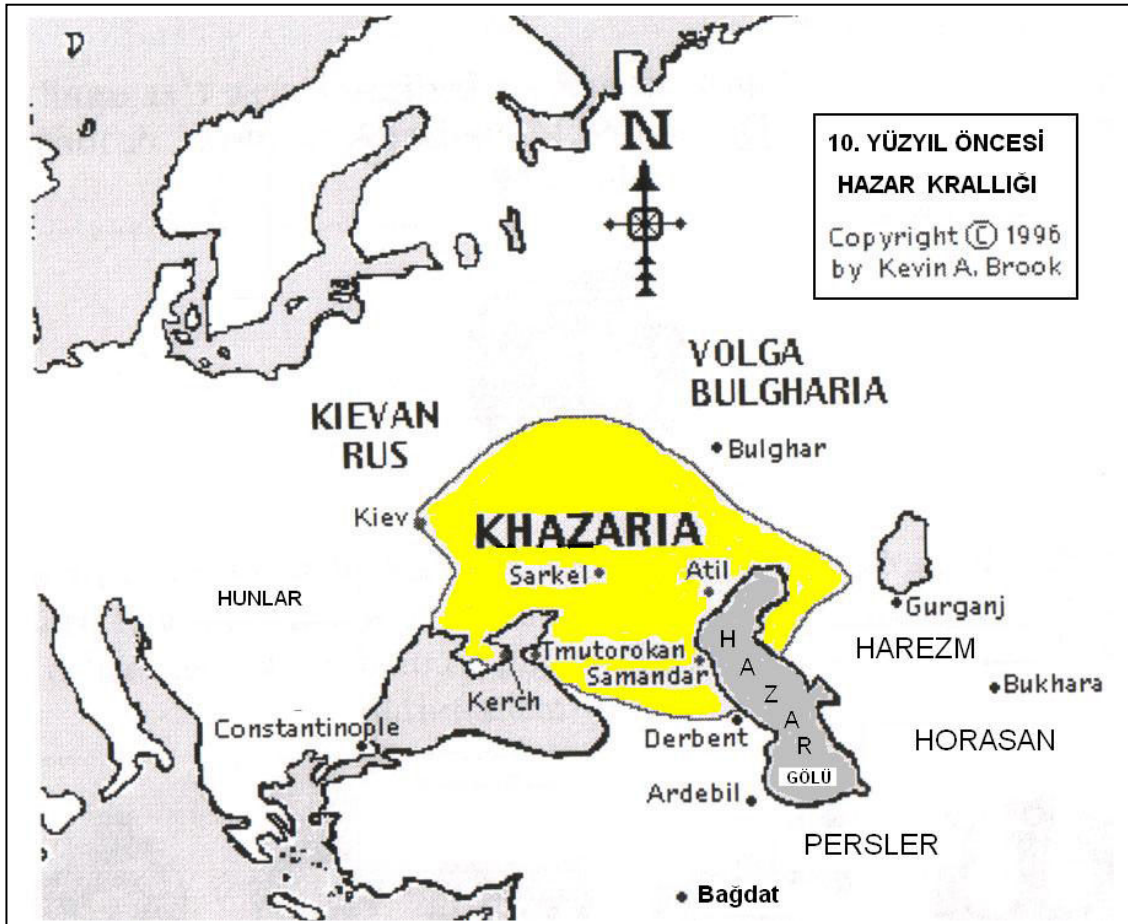 N
10. YÜZYIL ÖNCESİ
HAZAR KRALLIĞI
Copyright © 1996
by Kevin A. Brook
VOLGA
BULGHARIA
KIEVAN
RUS
Bulghar
Kiev
KHAZARIA
Sarkel
Atil
HUNLAR
Gurganj
H
A
Z
A
R
GÖLÜ
Tmutorokan
HAREZM
Samandar
Kerch
Bukhara
Constantinople
Derbent
HORASAN
Ardebil
PERSLER
Bağdat